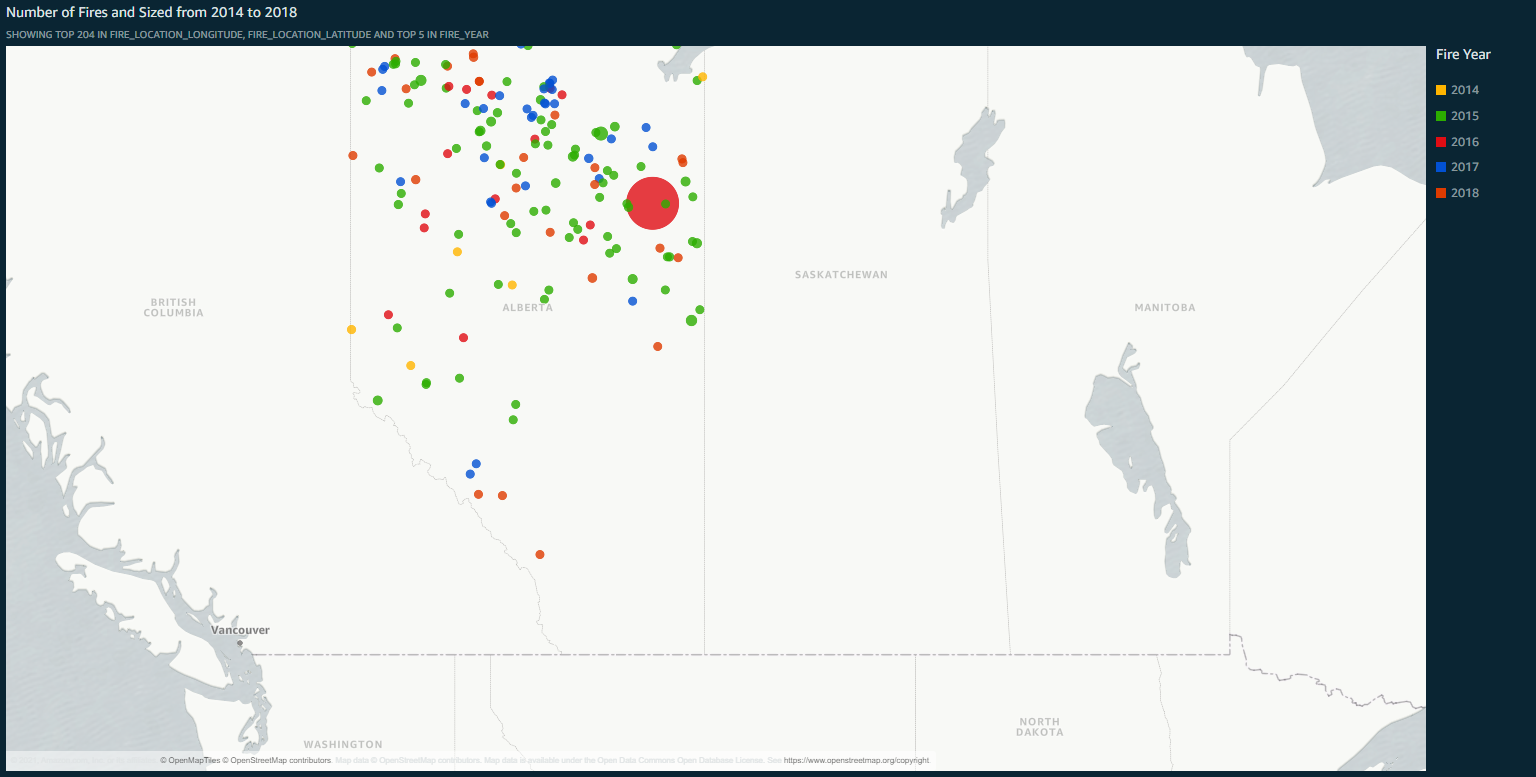 Number of Fires and Sized from 2014 to 2018
SHOWING TOP 204 IN FIRE_LOCATION_LONGITUDE, FIRE_LOCATION_LATITUDE AND TOP 5 IN FIRE_YEAR
Fire Year
2014
2015
2016
2017
2018
SASKATCHEWAN
BRITISH
COLUMBIA
ALBERTA
MANITOBA
Vancouver
NORTH
DAKOTA
WASHINGTON
© OpenMapTiles © OpenStreetMap contributors Map data © OpenStreetMap contributors. Map data is available under the Open Data Commons Open Database License. See https://www.openstreetmap.org/copyright